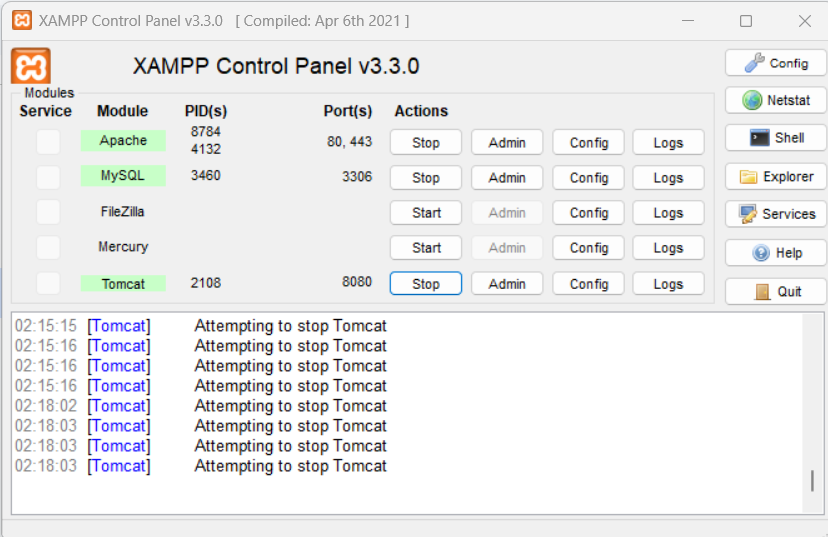 XAMPP Control Panel v3.3.0 [ Compiled: Apr 6th 2021 ]
XAMPP Control Panel v3.3.0
Modules
Service Module PID(s) Port(s) Actions
Apache 8784 4132 80, 443 Stop Admin Config Logs
MySQL 3460 3306 Stop Admin Config Logs
FileZilla Start Admin Config Logs
Mercury Start Admin Config Logs
Tomcat 2108 8080 Stop Admin Config Logs
Config
Netstat
Shell
Explorer
Services
Help
Quit
02:15:15 [Tomcat] Attempting to stop Tomcat
02:15:16 [Tomcat] Attempting to stop Tomcat
02:15:16 [Tomcat] Attempting to stop Tomcat
02:15:16 [Tomcat] Attempting to stop Tomcat
02:18:02 [Tomcat] Attempting to stop Tomcat
02:18:03 [Tomcat] Attempting to stop Tomcat
02:18:03 [Tomcat] Attempting to stop Tomcat
02:18:03 [Tomcat] Attempting to stop Tomcat